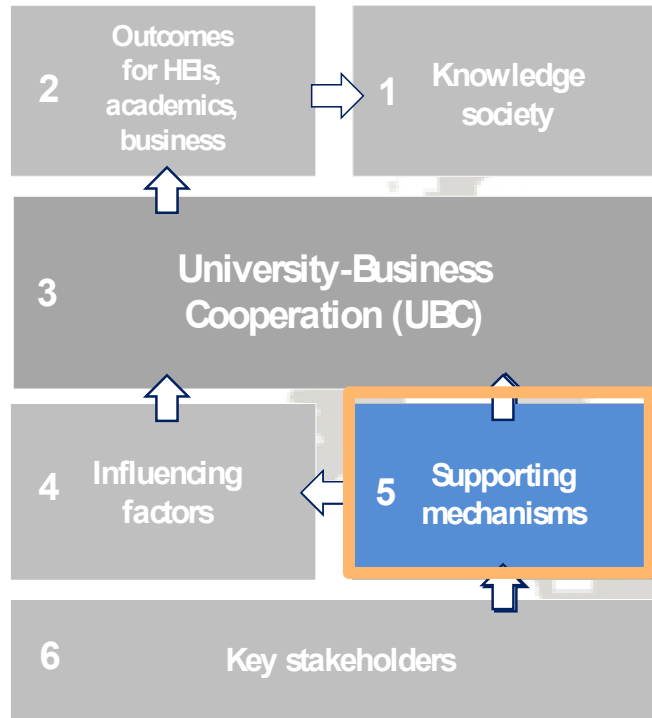 2
Outcomes
for HEIs,
academics,
business
1
Knowledge
society
3
University-Business
Cooperation (UBC)
4
Influencing
factors
5
Supporting
mechanisms
6
Key stakeholders